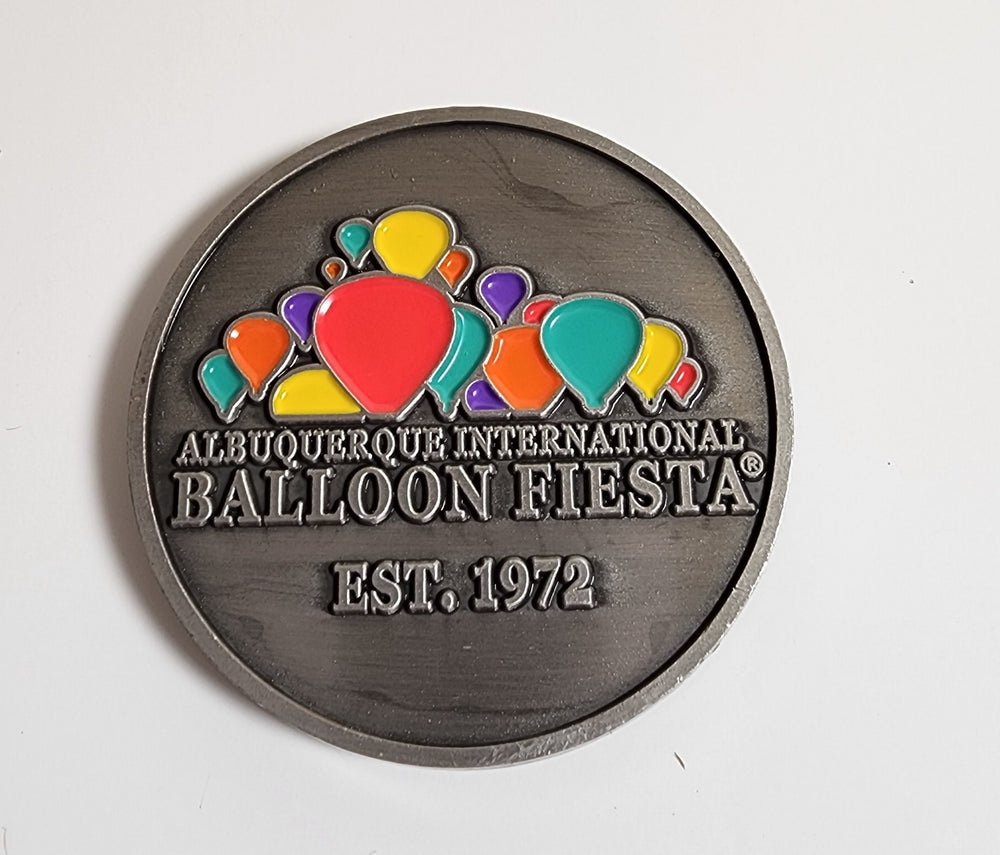 ALBUQUERQUE INTERNATIONAL
BALLOON FIESTA®
EST. 1972